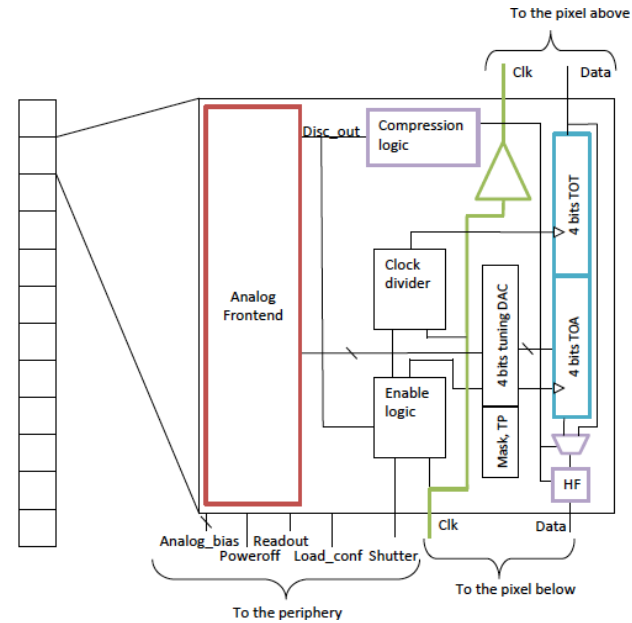 To the pixel above
Clk
Data
Disc_out
Compression
logic
4 bits TOT
Clock
divider
Analog
Frontend
4 bits tuning DAC
4 bits TOA
Enable
logic
Mask, TP
HF
Clk
Data
Analog_bias
Readout
Poweroff
Load_conf
Shutter
To the pixel below
To the periphery